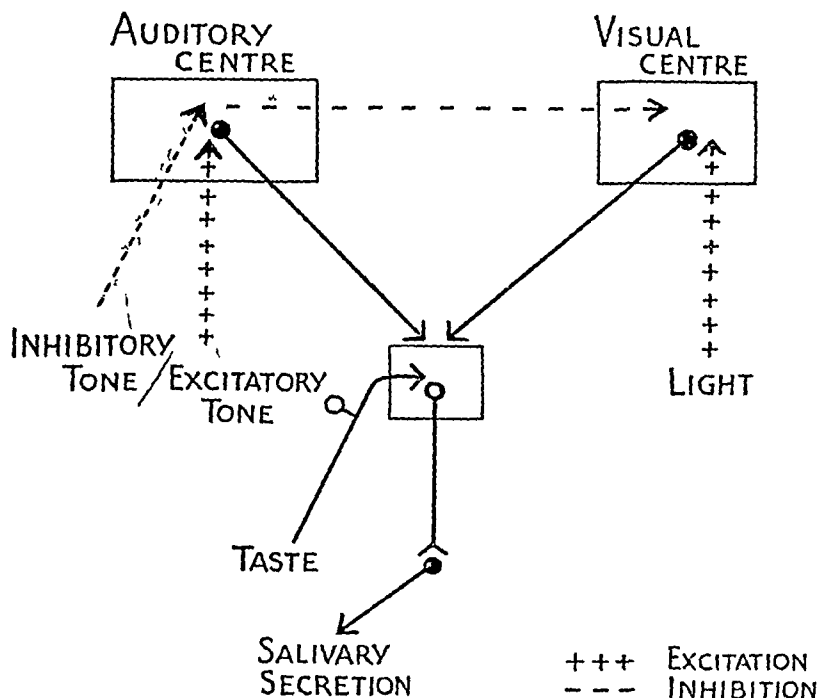 AUDITORY
CENTRE
VISUAL
CENTRE
INHIBITORY
TONE
EXCITATORY
TONE
LIGHT
TASTE
SALIVARY
SECRETION
+++ EXCITATION
--- INHIBITION